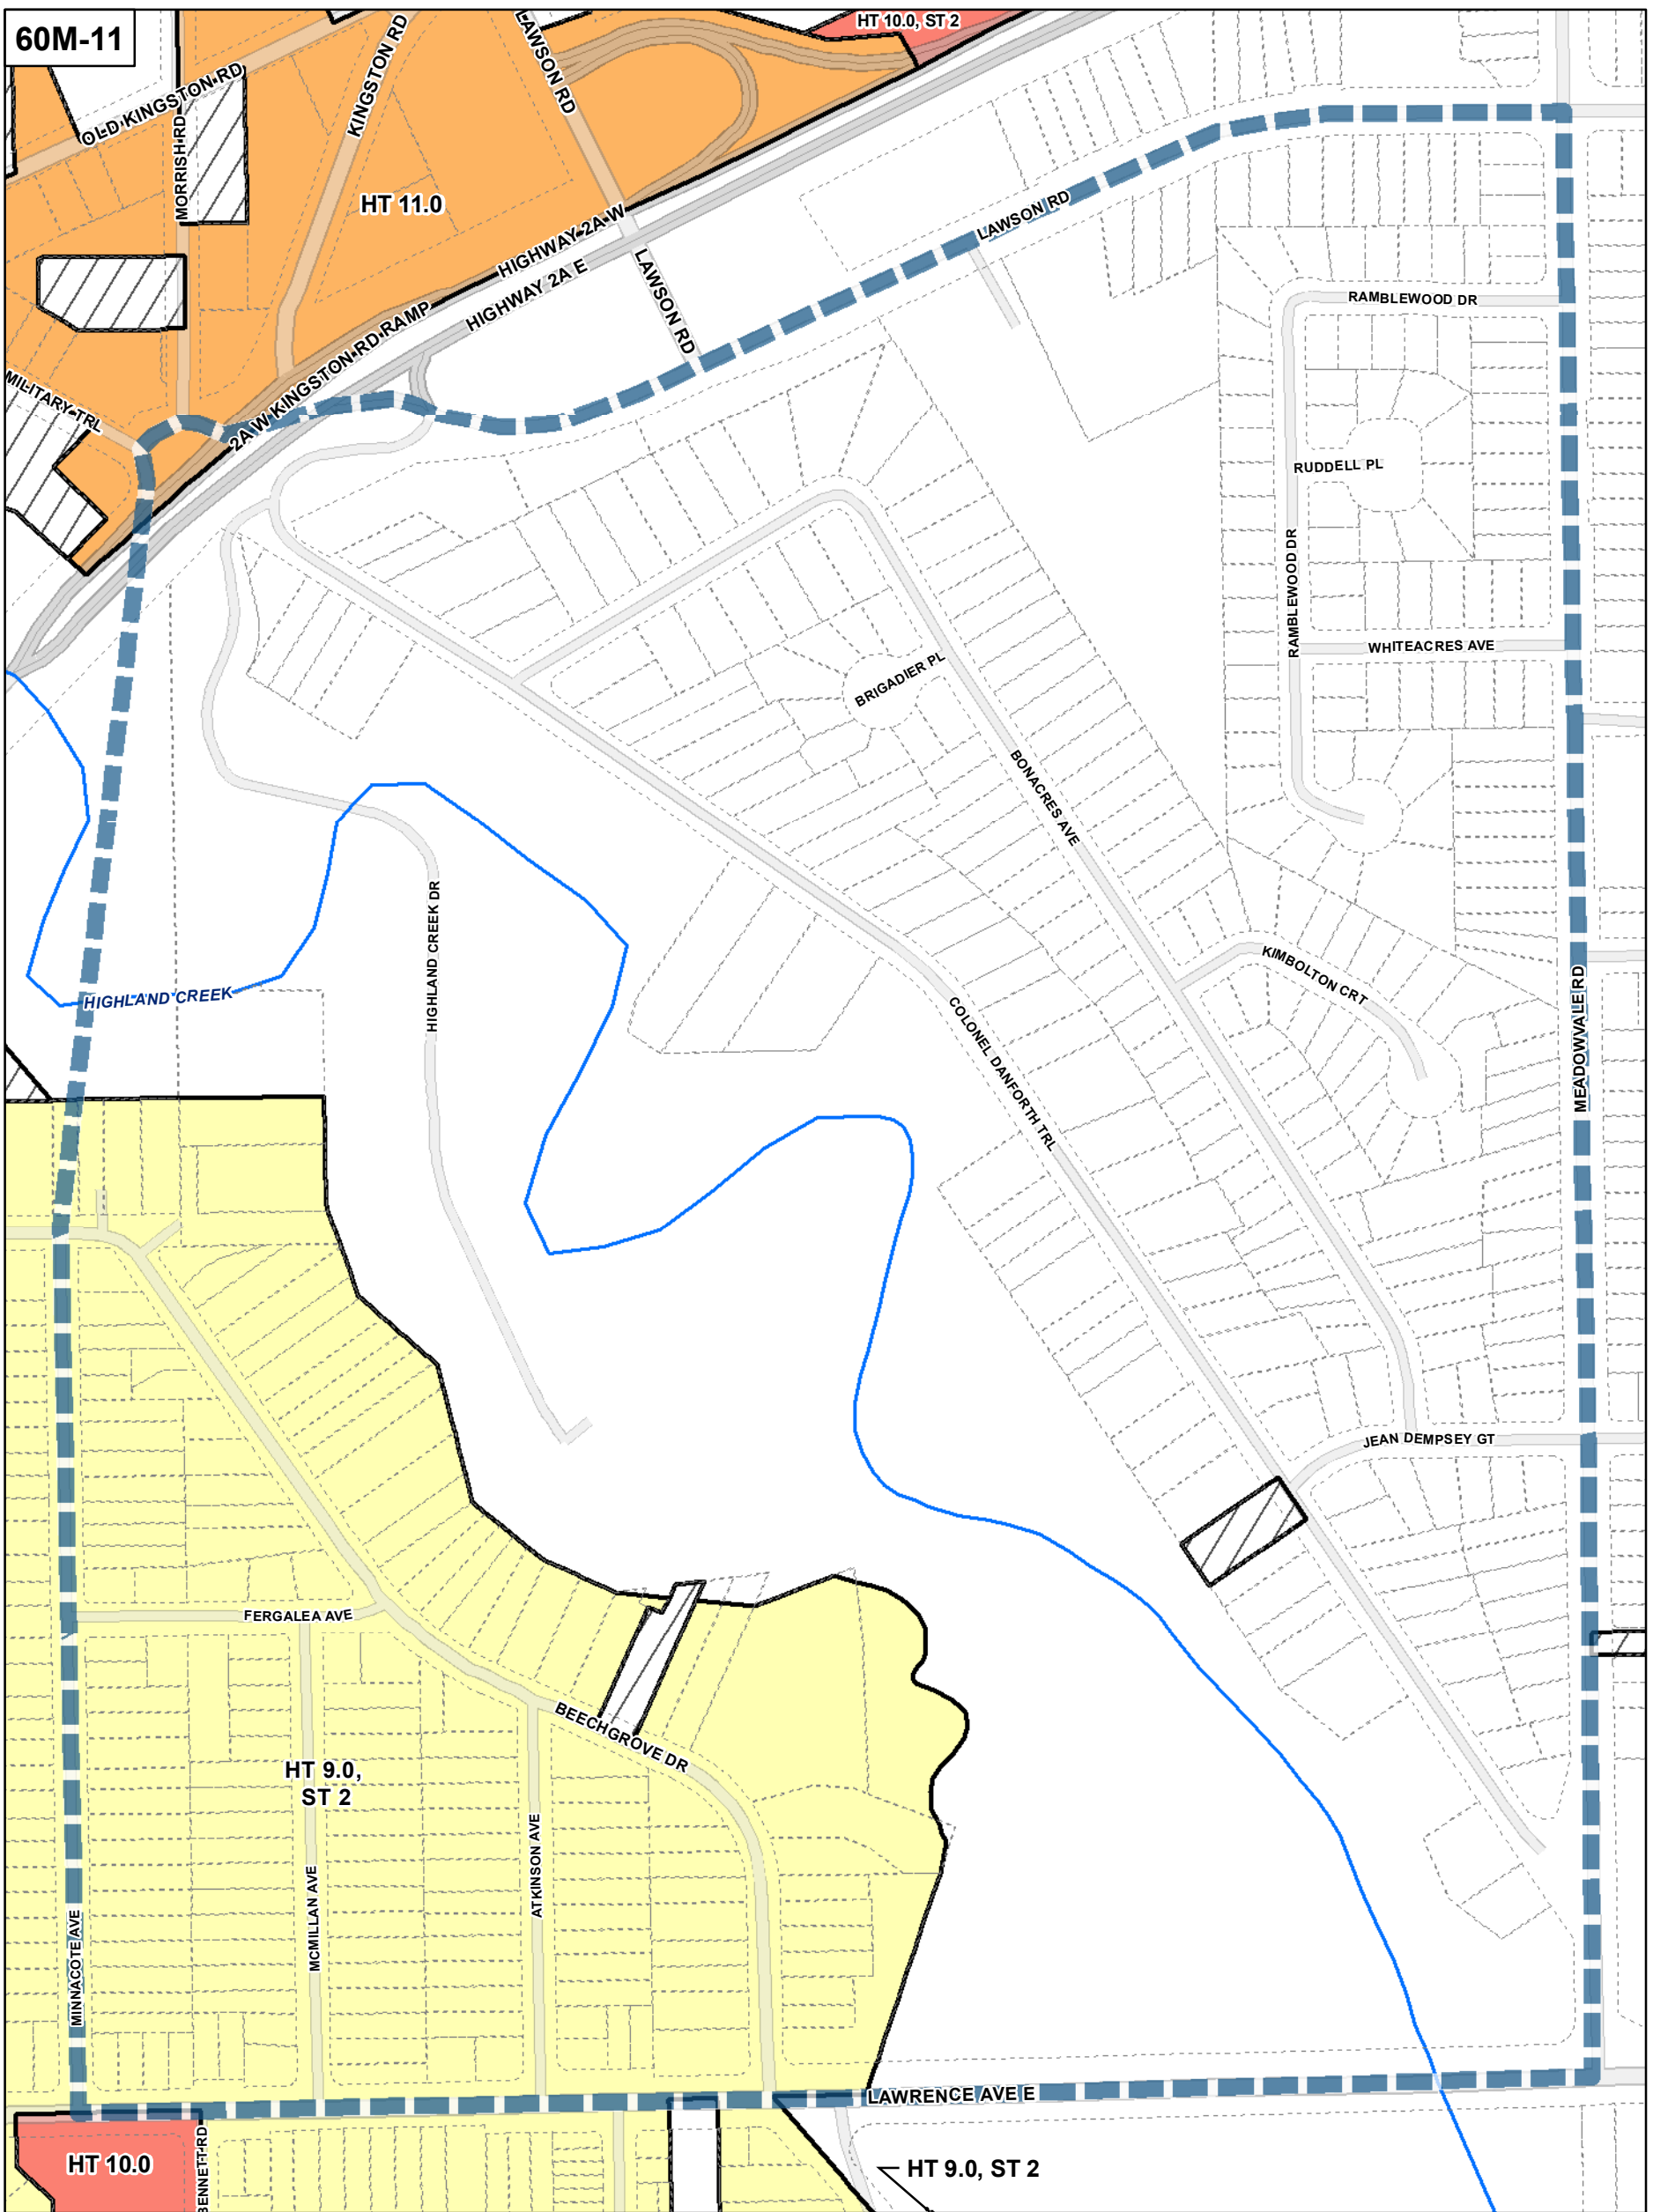 60M-11
HT 10.0, ST 2
OLD KINGSTON RD
KINGSTON RD
LAWSON RD
MORRISH RD
HT 11.0
LAWSON RD
HIGHWAY 2A W
HIGHWAY 2A E
LAWSON RD
RAMBLEWOOD DR
2A W KINGSTON RD RAMP
MILITARY TRL
RUDDELL PL
RAMBLEWOOD DR
WHITEACRES AVE
BRIGADIER PL
BONACRES AVE
HIGHLAND CREEK DR
KIMBOLTON CRT
HIGHLAND CREEK
COLONEL DANFORTH TRL
MEADOWVALE RD
JEAN DEMPSEY GT
FERGALEA AVE
BEECHGROVE DR
HT 9.0,
ST 2
ATKINSON AVE
MCMILLAN AVE
MINNACOTE AVE
LAWRENCE AVE E
HT 10.0
BENNETT RD
HT 9.0, ST 2